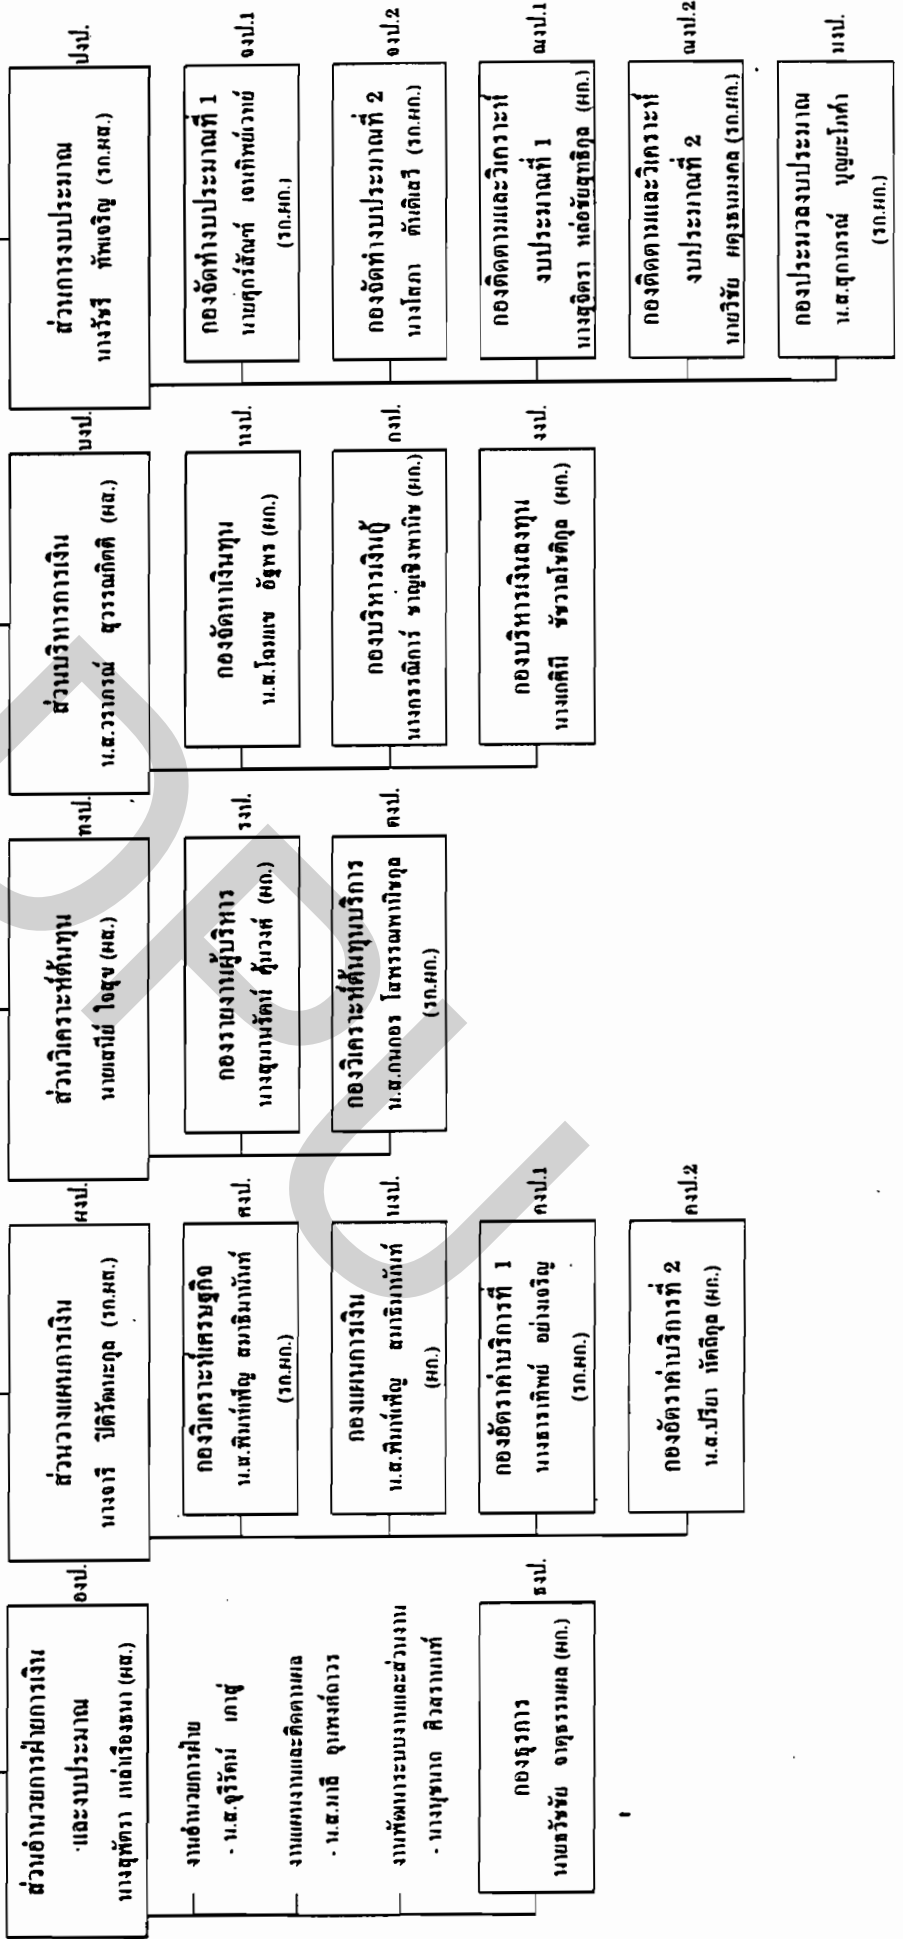 ส่วนอำนวยการฝ่ายการเงิน
และงบประมาณ
นางสุพัตรา เหล่าเรืองธนา (ผส.)
องป.
งานอำนวยการฝ่าย
- น.ส.จุรีรัตน์ เกาสู่
งานแผนงานและติดตามผล
- น.ส.มาลี อุนพงค์ถาวร
งานพัฒนาระบบงานและส่วนงาน
- นางนุชนาถ ศิวสรานนท์
กองธุรการ
นายธวัชชัย จาตุธรรมผล (ผก.)
ธงป.
ส่วนวางแผนการเงิน
นางจารี ปิติวัฒนะกุล (รก.ผส.)
ผงป.
กองวิเคราะห์เศรษฐกิจ
น.ส.พิมพ์เพ็ญ สมาธิมานันท์
(รก.ผก.)
ศงป.
กองแผนการเงิน
น.ส.พิมพ์เพ็ญ สมาธิมานันท์
(ผก.)
นงป.
กองอัตราค่าบริการที่ 1
นางธาราทิพย์ อย่างเจริญ
(รก.ผก.)
คงป.1
กองอัตราค่าบริการที่ 2
น.ส.ปรียา ทัดถิกุล (ผก.)
คงป.2
ส่วนวิเคราะห์ต้นทุน
นายเสนีย์ ใจสุข (ผส.)
ทงป.
กองรายงานผู้บริหาร
นางสุมามรัตน์ คุ้มวงค์ (ผก.)
รงป.
กองวิเคราะห์ต้นทุนบริการ
น.ส.กนกอร โสพรรณพานิชกุล
(รก.ผก.)
ตงป.
ส่วนบริหารการเงิน
น.ส.วราภรณ์ สุวรรณกิตติ (ผส.)
บงป.
กองจัดหาเงินทุน
น.ส.โฉมแข อัฐพร (ผก.)
หงป.
กองบริหารเงินกู้
นางกรรณิการ์ ชาญเชิงพานิช (ผก.)
กงป.
กองบริหารเงินลงทุน
นางเกศินี ชัชวาลโชติกุล (ผก.)
งงป.
ส่วนการงบประมาณ
นางวัชรี ทัพเจริญ (รก.ผส.)
ปงป.
กองจัดทำงบประมาณที่ 1
นายศุกร์สัณฑ์ เจนทิพย์เวทย์
(รก.ผก.)
จงป.1
กองจัดทำงบประมาณที่ 2
นางโสภา ตันติเสวี (รก.ผก.)
จงป.2
กองติดตามและวิเคราะห์
งบประมาณที่ 1
นางสุจิตรา หล่อชัยสุทธิกุล (ผก.)
ฌงป.1
กองติดตามและวิเคราะห์
งบประมาณที่ 2
นายวิชัย ผดุงธนมงคล (รก.ผก.)
ฌงป.2
กองประมวลงบประมาณ
น.ส.สุภาภรณ์ บุญยะโภคา
(รก.ผก.)
มงป.
DPU